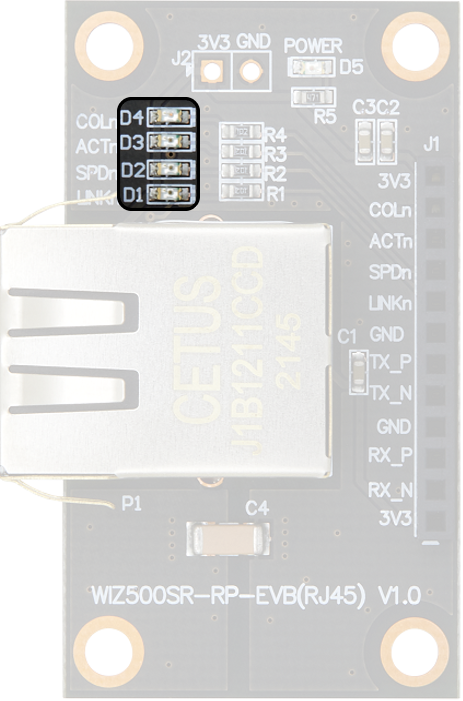 3V3 GND
J2
POWER
D5
R5
COLn D4
ACTn D3
SPDn D2
LINKn D1
R4
R3
R2
R1
C3C2
J1
3V3
COLn
ACTn
SPDn
LINKn
GND
TX_P
TX_N
GND
RX_P
RX_N
3V3
C1
CETUS
J1B1211CCD
2145
P1
C4
WIZ500SR-RP-EVB(RJ45) V1.0